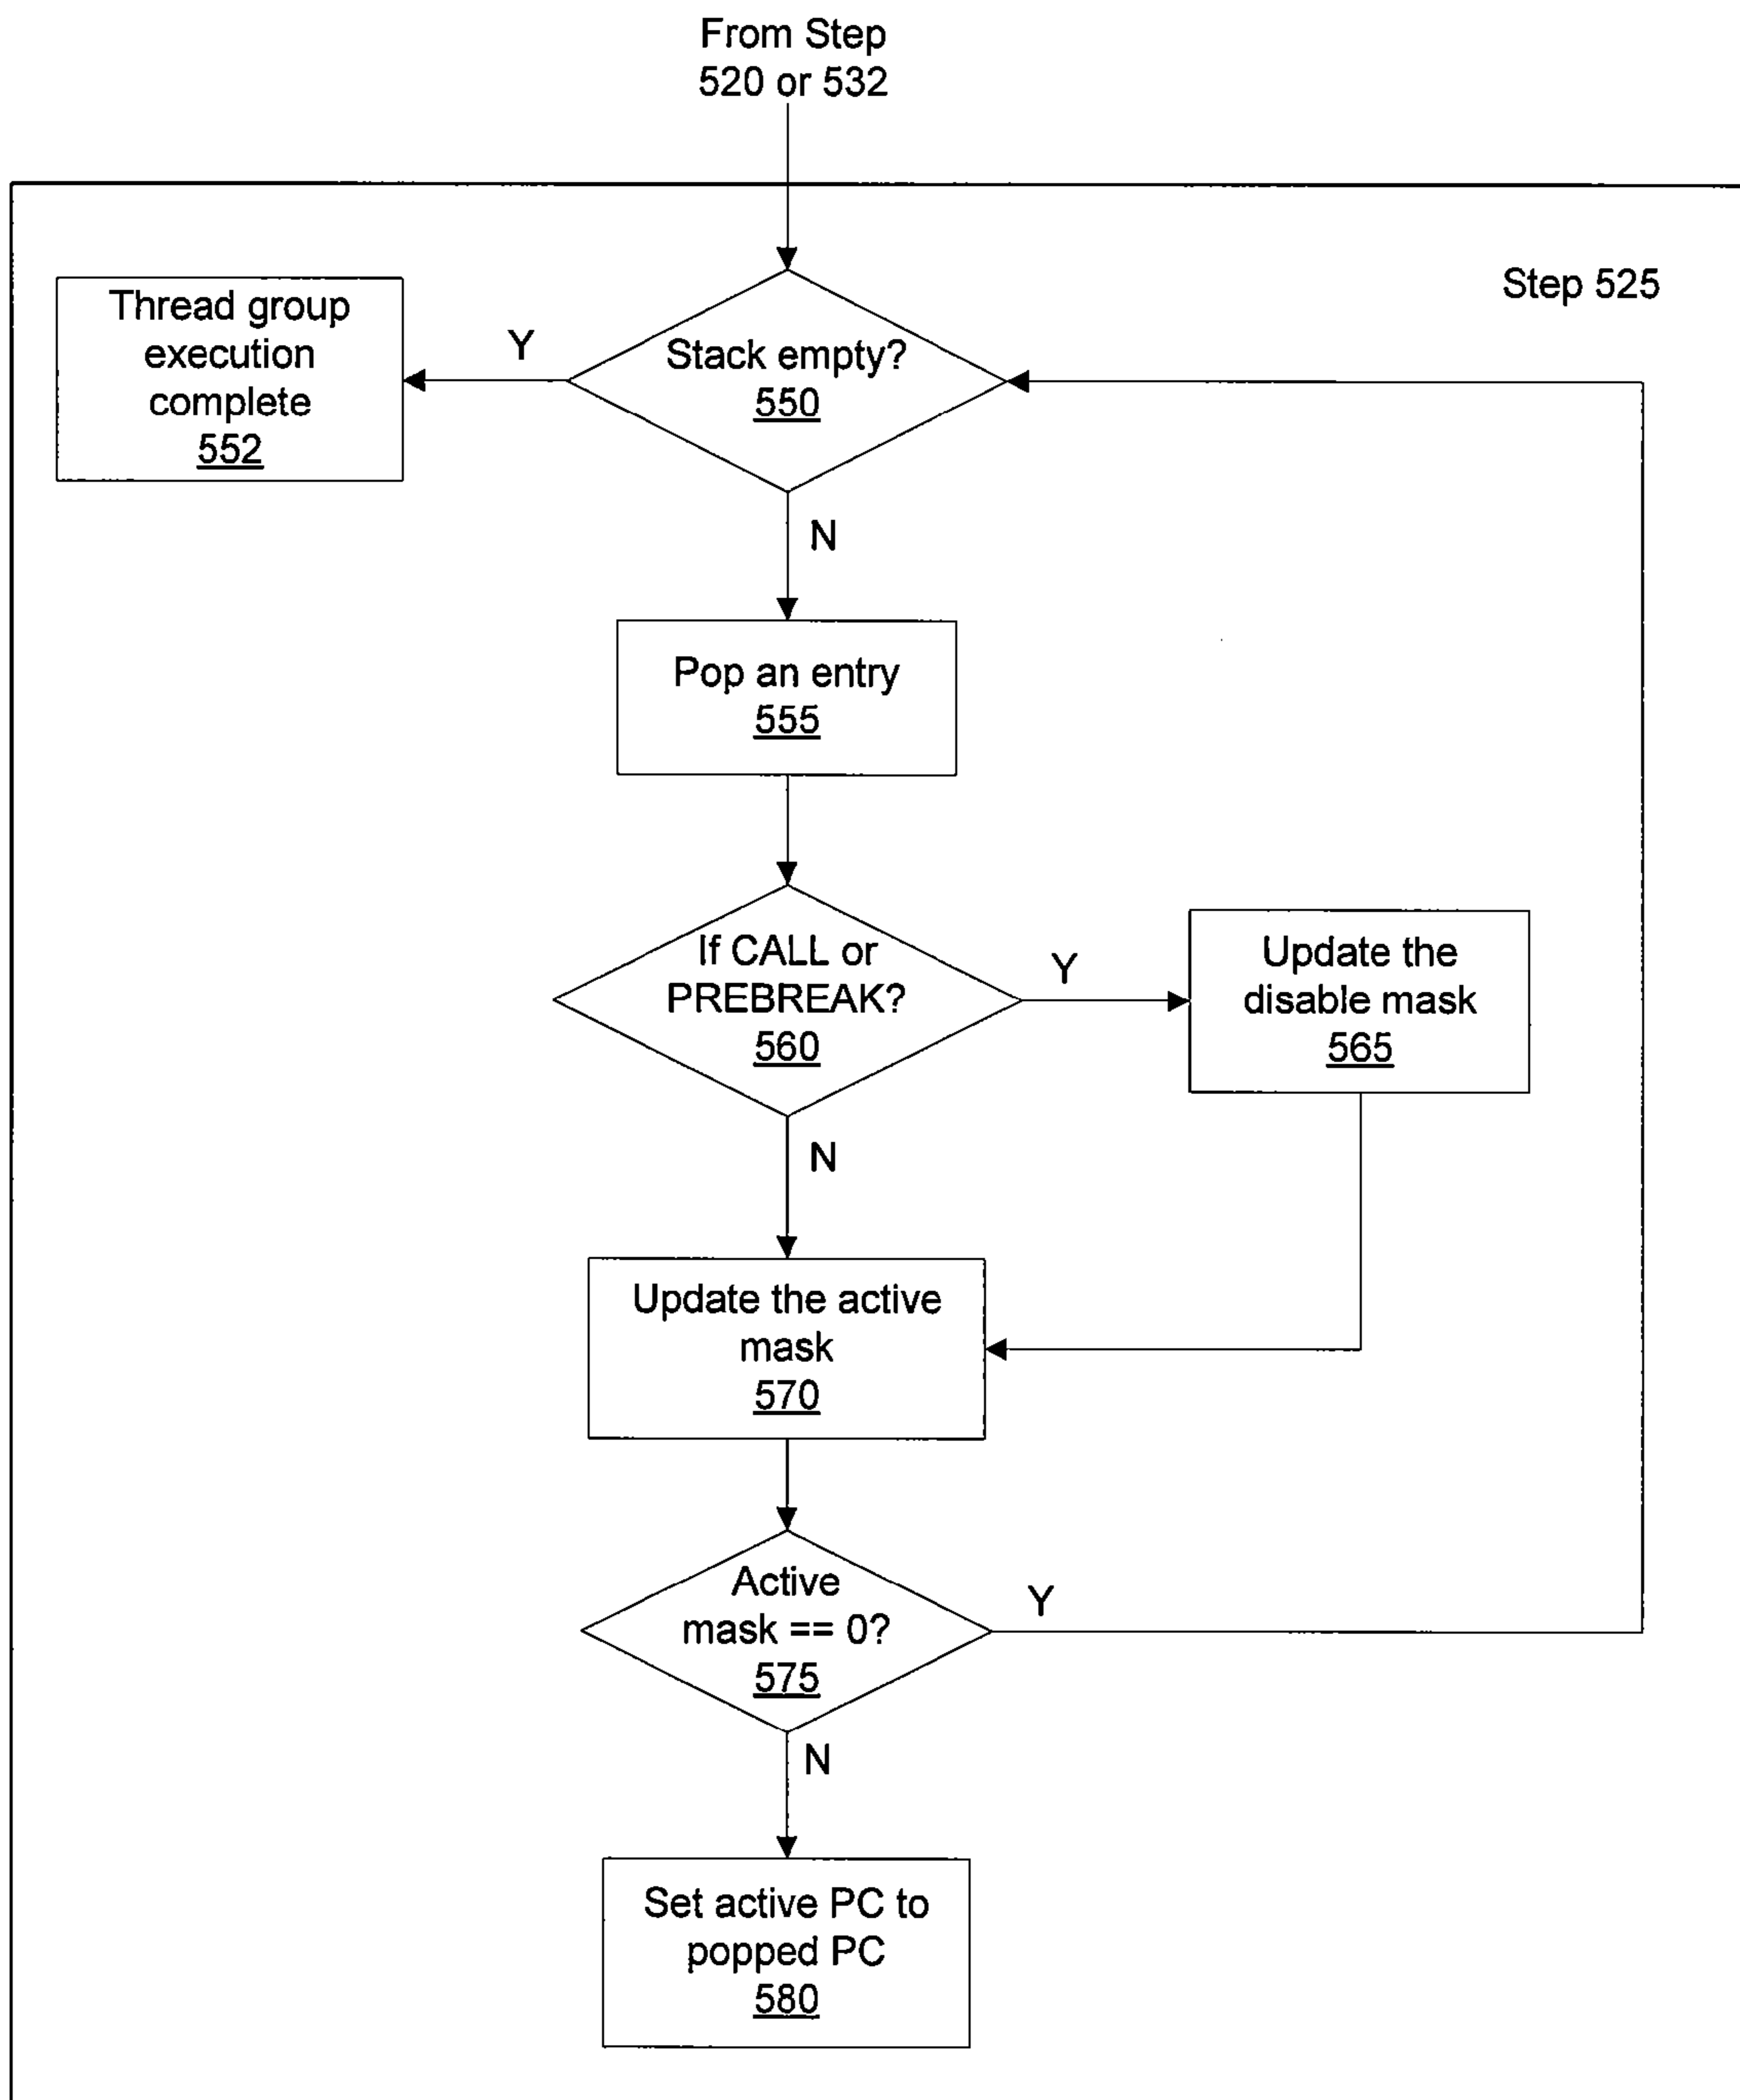 From Step
520 or 532
Step 525
Thread group
execution
complete
552
Y
Stack empty?
550
N
Pop an entry
555
If CALL or
PREBREAK?
560
Y
Update the
disable mask
565
N
Update the active
mask
570
Active
mask == 0?
575
Y
N
Set active PC to
popped PC
580